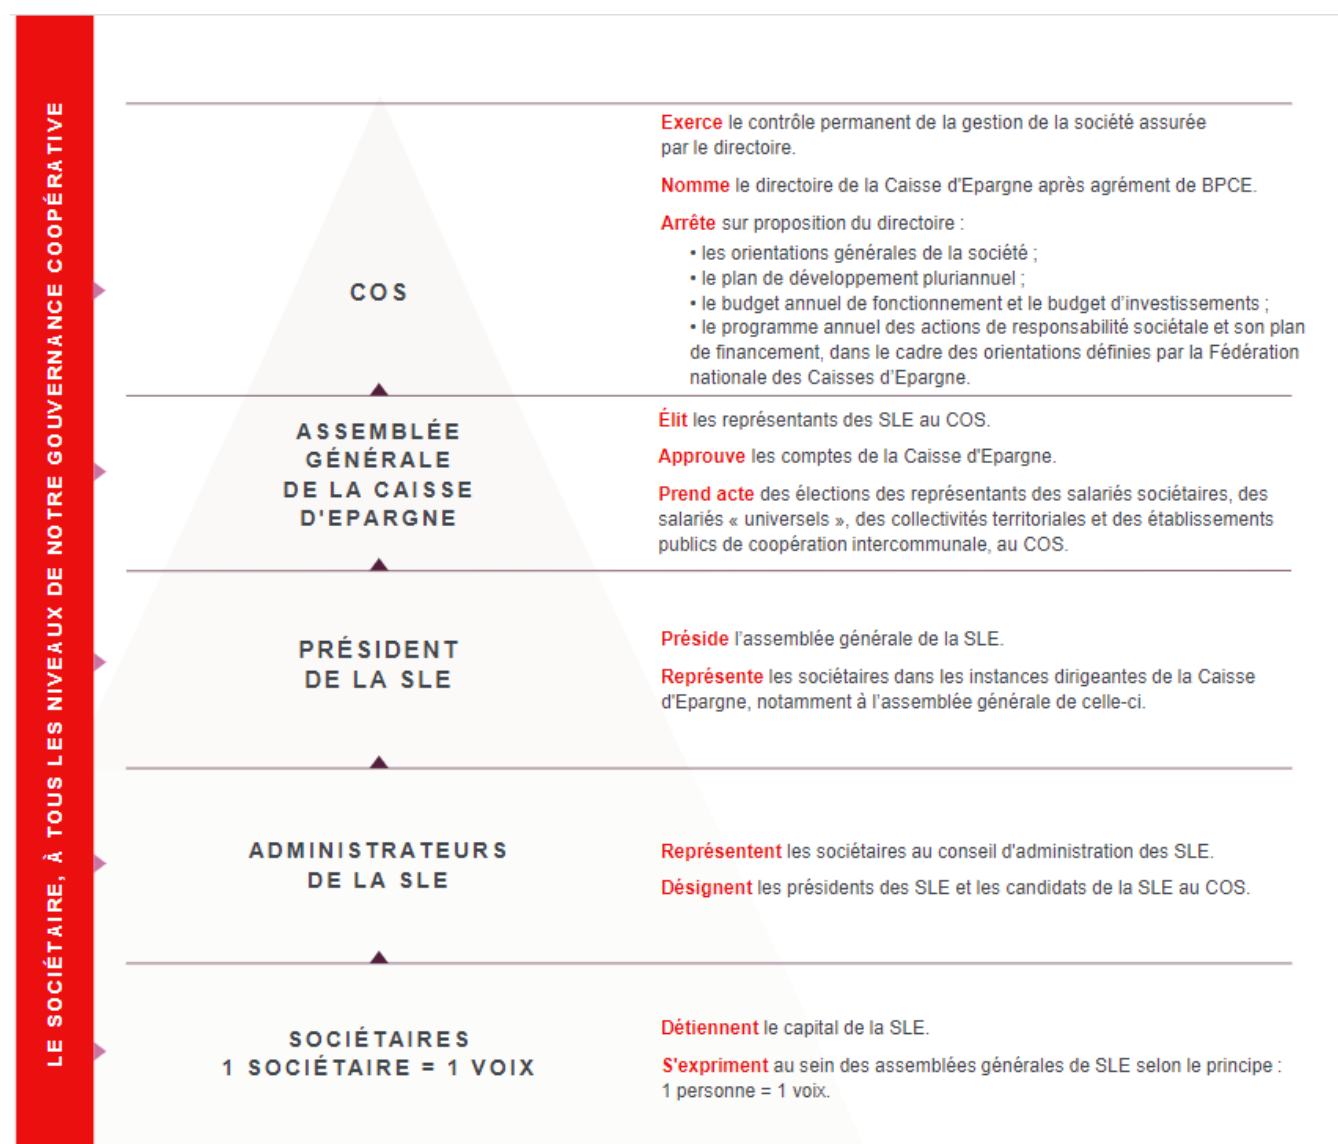 LE SOCIÉTAIRE, À TOUS LES NIVEAUX DE NOTRE GOUVERNANCE COOPÉRATIVE
COS
Exerce le contrôle permanent de la gestion de la société assurée
par le directoire.
Nomme le directoire de la Caisse d'Epargne après agrément de BPCE.
Arrête sur proposition du directoire :
• les orientations générales de la société ;
• le plan de développement pluriannuel ;
• le budget annuel de fonctionnement et le budget d'investissements ;
• le programme annuel des actions de responsabilité sociétale et son plan
de financement, dans le cadre des orientations définies par la Fédération
nationale des Caisses d'Epargne.
ASSEMBLÉE
GÉNÉRALE
DE LA CAISSE
D'EPARGNE
Élit les représentants des SLE au COS.
Approuve les comptes de la Caisse d'Epargne.
Prend acte des élections des représentants des salariés sociétaires, des
salariés « universels », des collectivités territoriales et des établissements
publics de coopération intercommunale, au COS.
PRÉSIDENT
DE LA SLE
Préside l'assemblée générale de la SLE.
Représente les sociétaires dans les instances dirigeantes de la Caisse
d'Epargne, notamment à l'assemblée générale de celle-ci.
ADMINISTRATEURS
DE LA SLE
Représentent les sociétaires au conseil d'administration des SLE.
Désignent les présidents des SLE et les candidats de la SLE au COS.
SOCIÉTAIRES
1 SOCIÉTAIRE = 1 VOIX
Détiennent le capital de la SLE.
S'expriment au sein des assemblées générales de SLE selon le principe :
1 personne = 1 voix.